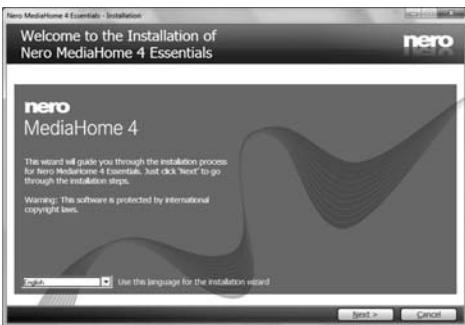 Nero MediaHome 4 Essentials - Installation
Welcome to the Installation of
Nero MediaHome 4 Essentials
nero
nero
MediaHome 4
This wizard will guide you through the installation process
for Nero MediaHome 4 Essentials. Just click 'Next' to go
through the installation steps.
Warning: This software is protected by international
copyright laws.
English
Use this language for the installation wizard
Next >
Cancel